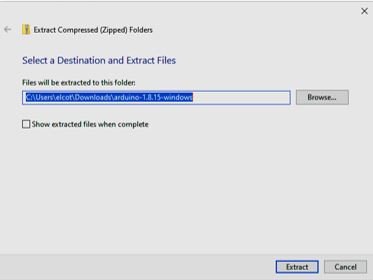 Extract Compressed (Zipped) Folders
Select a Destination and Extract Files
Files will be extracted to this folder:
C:\Users\elcot\Downloads\arduino-1.8.15-windows
Browse...
Show extracted files when complete
Extract
Cancel